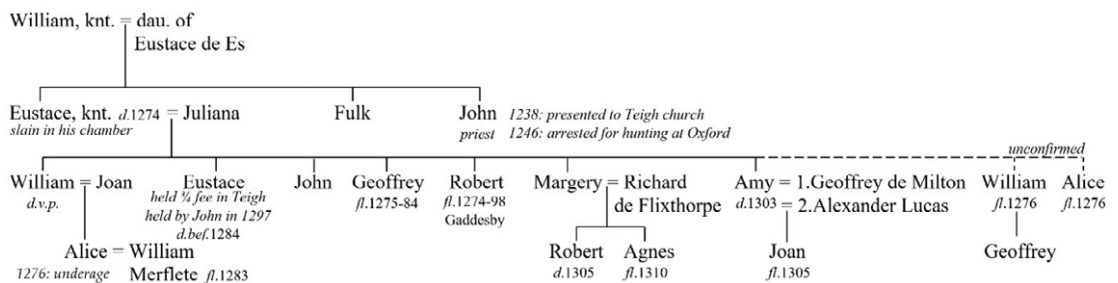 William, knt. = dau. of
Eustace de Es
Eustace, knt. d.1274 = Juliana Fulk John 1238: presented to Teigh church
slain in his chamber priest 1246: arrested for hunting at Oxford
unconfirmed
William = Joan Eustace John Geoffrey Robert Margery = Richard Amy = 1.Geoffrey de Milton William Alice
d.v.p. held ¼ fee in Teigh fl.1275-84 fl.1274-98 de Flixthorpe d.1303 = 2.Alexander Lucas fl.1276 fl.1276
held by John in 1297 Gaddesby
d.bef.1284
Alice = William Robert Agnes Joan Geoffrey
1276: underage Merflete fl.1283 d.1305 fl.1310 fl.1305